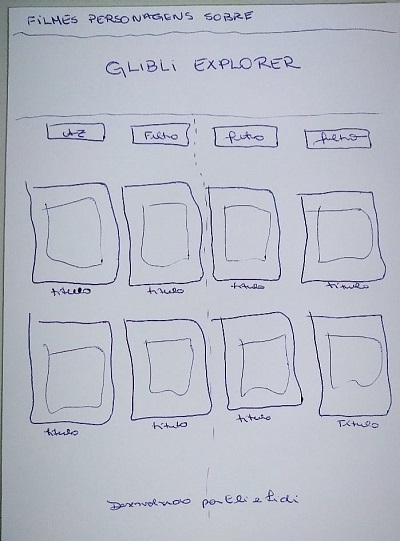 FILMES PERSONAGENS SOBRE
GLIBLI EXPLORER
AZ Filtro filtro filtro
titulo titulo titulo titulo
titulo titulo titulo Titulo
Desenvolvido por Eli e Lidi